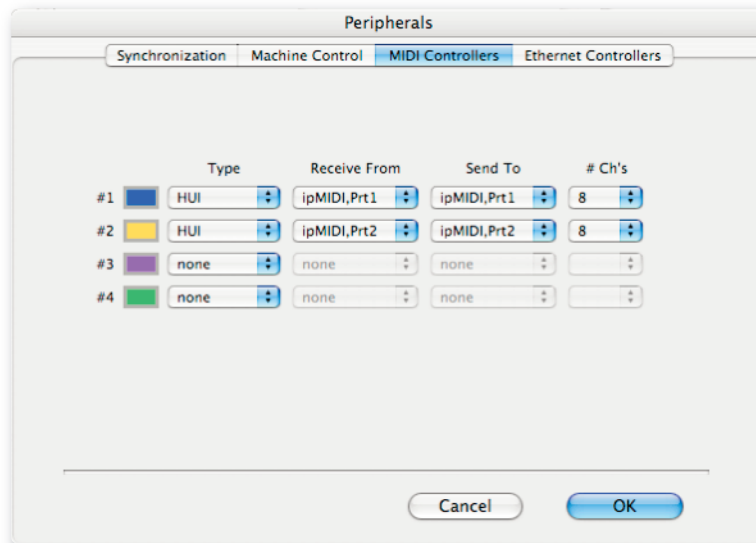 Peripherals
Synchronization Machine Control MIDI Controllers Ethernet Controllers
Type Receive From Send To # Ch's
#1 HUI ipMIDI,Prt1 ipMIDI,Prt1 8
#2 HUI ipMIDI,Prt2 ipMIDI,Prt2 8
#3 none none none
#4 none none none
Cancel OK